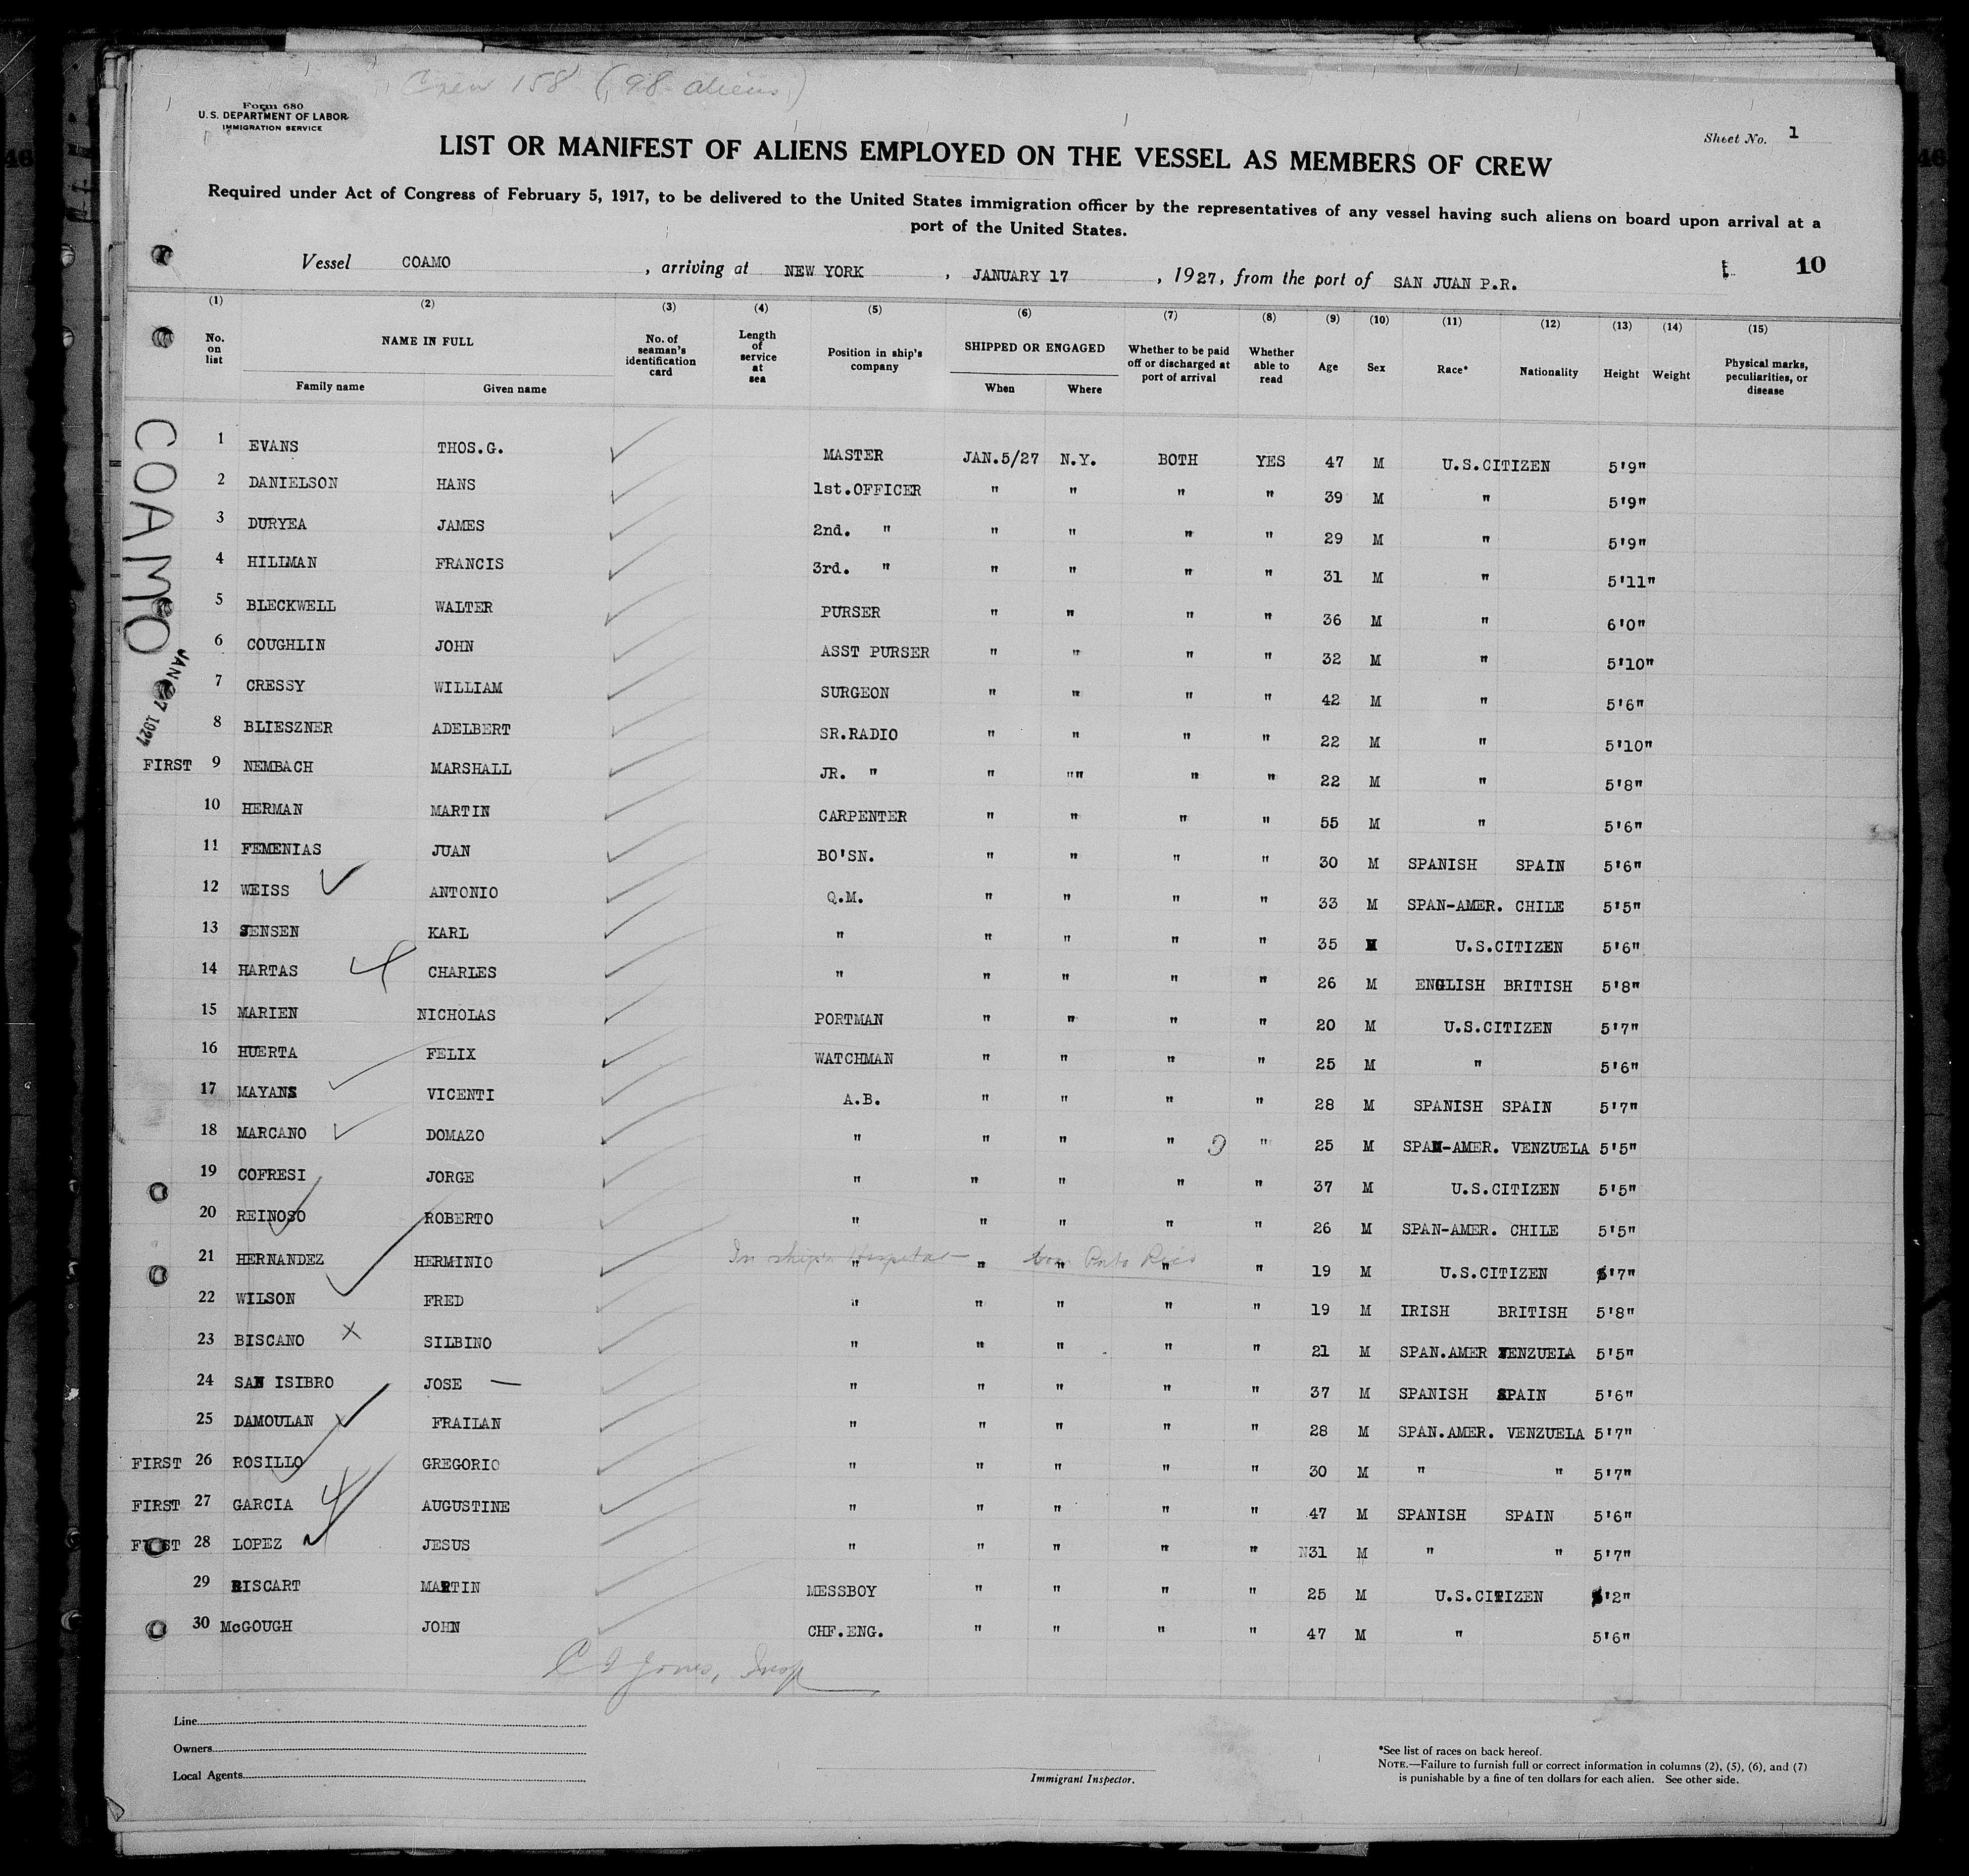 Crew 158 (98 aliens)
Form 680
U.S. DEPARTMENT OF LABOR
IMMIGRATION SERVICE
Sheet No. 1
LIST OR MANIFEST OF ALIENS EMPLOYED ON THE VESSEL AS MEMBERS OF CREW
Required under Act of Congress of February 5, 1917, to be delivered to the United States immigration officer by the representatives of any vessel having such aliens on board upon arrival at a
port of the United States.
Vessel COAMO, arriving at NEW YORK, JANUARY 17, 1927, from the port of SAN JUAN P.R. 10
(1) (2) (3) (4) (5) (6) (7) (8) (9) (10) (11) (12) (13) (14) (15)
No. on list NAME IN FULL Family name Given name No. of seaman's identification card Length of service at sea Position in ship's company SHIPPED OR ENGAGED When Where Whether to be paid off or discharged at port of arrival Whether able to read Age Sex Race* Nationality Height Weight Physical marks, peculiarities, or disease
COAMO
1 EVANS THOS.G. MASTER JAN.5/27 N.Y. BOTH YES 47 M U.S.CITIZEN 5'9"
2 DANIELSON HANS 1st.OFFICER " " " " 39 M " 5'9"
3 DURYEA JAMES 2nd. " " " " " 29 M " 5'9"
4 HILLMAN FRANCIS 3rd. " " " " " 31 M " 5'11"
5 BLECKWELL WALTER PURSER " " " " 36 M " 6'0"
6 COUGHLIN JOHN ASST PURSER " " " " 32 M " 5'10"
7 CRESSY WILLIAM SURGEON " " " " 42 M " 5'6"
8 BLIESZNER ADELBERT SR.RADIO " " " " 22 M " 5'10"
FIRST 9 NEMBACH MARSHALL JR. " " "" " " 22 M " 5'8"
10 HERMAN MARTIN CARPENTER " " " " 55 M " 5'6"
11 FEMENIAS JUAN BO'SN. " " " " 30 M SPANISH SPAIN 5'6"
12 WEISS ANTONIO Q.M. " " " " 33 M SPAN-AMER. CHILE 5'5"
13 JENSEN KARL " " " " " 35 M U.S.CITIZEN 5'6"
14 HARTAS CHARLES " " " " " 26 M ENGLISH BRITISH 5'8"
15 MARIEN NICHOLAS PORTMAN " " " " 20 M U.S.CITIZEN 5'7"
16 HUERTA FELIX WATCHMAN " " " " 25 M " 5'6"
17 MAYANS VICENTI A.B. " " " " 28 M SPANISH SPAIN 5'7"
18 MARCANO DOMAZO " " " " " 25 M SPAN-AMER. VENZUELA 5'5"
19 COFRESI JORGE " " " " " 37 M U.S.CITIZEN 5'5"
20 REINOSO ROBERTO " " " " " 26 M SPAN-AMER. CHILE 5'5"
In ship's hospital Porto Rico
21 HERNANDEZ HERMINIO " " " " " 19 M U.S.CITIZEN 5'7"
22 WILSON FRED " " " " " 19 M IRISH BRITISH 5'8"
23 BISCANO SILBINO " " " " " 21 M SPAN.AMER VENZUELA 5'5"
24 SAN ISIBRO JOSE — " " " " " 37 M SPANISH SPAIN 5'6"
25 DAMOULAN FRAILAN " " " " " 28 M SPAN.AMER. VENZUELA 5'7"
FIRST 26 ROSILLO GREGORIO " " " " " 30 M " " 5'7"
FIRST 27 GARCIA AUGUSTINE " " " " " 47 M SPANISH SPAIN 5'6"
FIRST 28 LOPEZ JESUS " " " " " 31 M " " 5'7"
29 RISCART MARTIN MESSBOY " " " " 25 M U.S.CITIZEN 5'2"
30 McGOUGH JOHN CHF.ENG. " " " " 47 M " 5'6"
Jones, Insp
Line
Owners
Local Agents
Immigrant Inspector.
*See list of races on back hereof.
NOTE.—Failure to furnish full or correct information in columns (2), (5), (6), and (7)
is punishable by a fine of ten dollars for each alien. See other side.